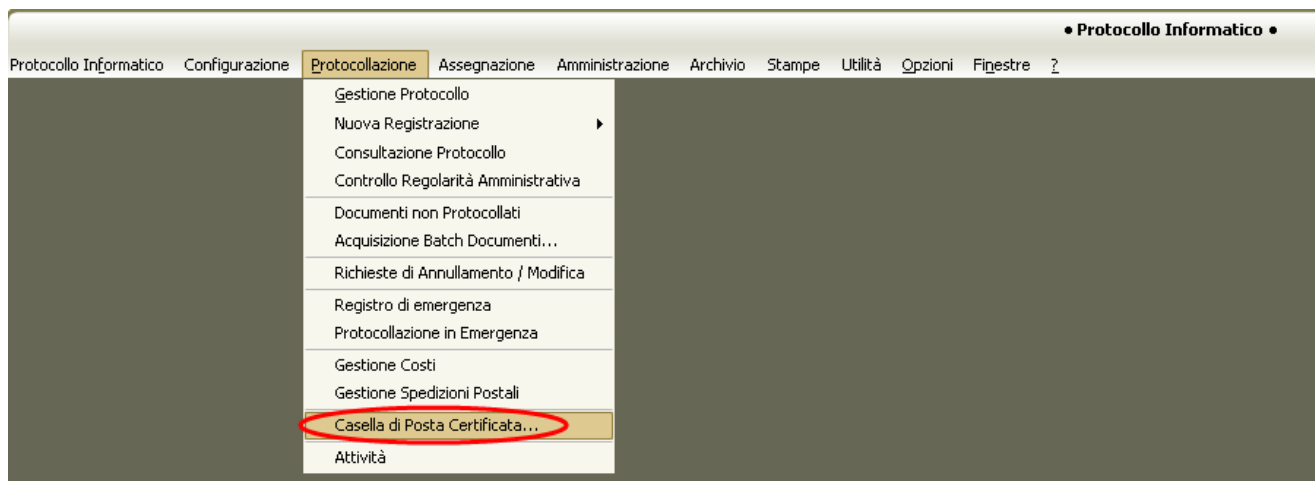 • Protocollo Informatico •
Protocollo Informatico Configurazione Protocollazione Assegnazione Amministrazione Archivio Stampe Utilità Opzioni Finestre ?
Gestione Protocollo
Nuova Registrazione
Consultazione Protocollo
Controllo Regolarità Amministrativa
Documenti non Protocollati
Acquisizione Batch Documenti...
Richieste di Annullamento / Modifica
Registro di emergenza
Protocollazione in Emergenza
Gestione Costi
Gestione Spedizioni Postali
Casella di Posta Certificata...
Attività